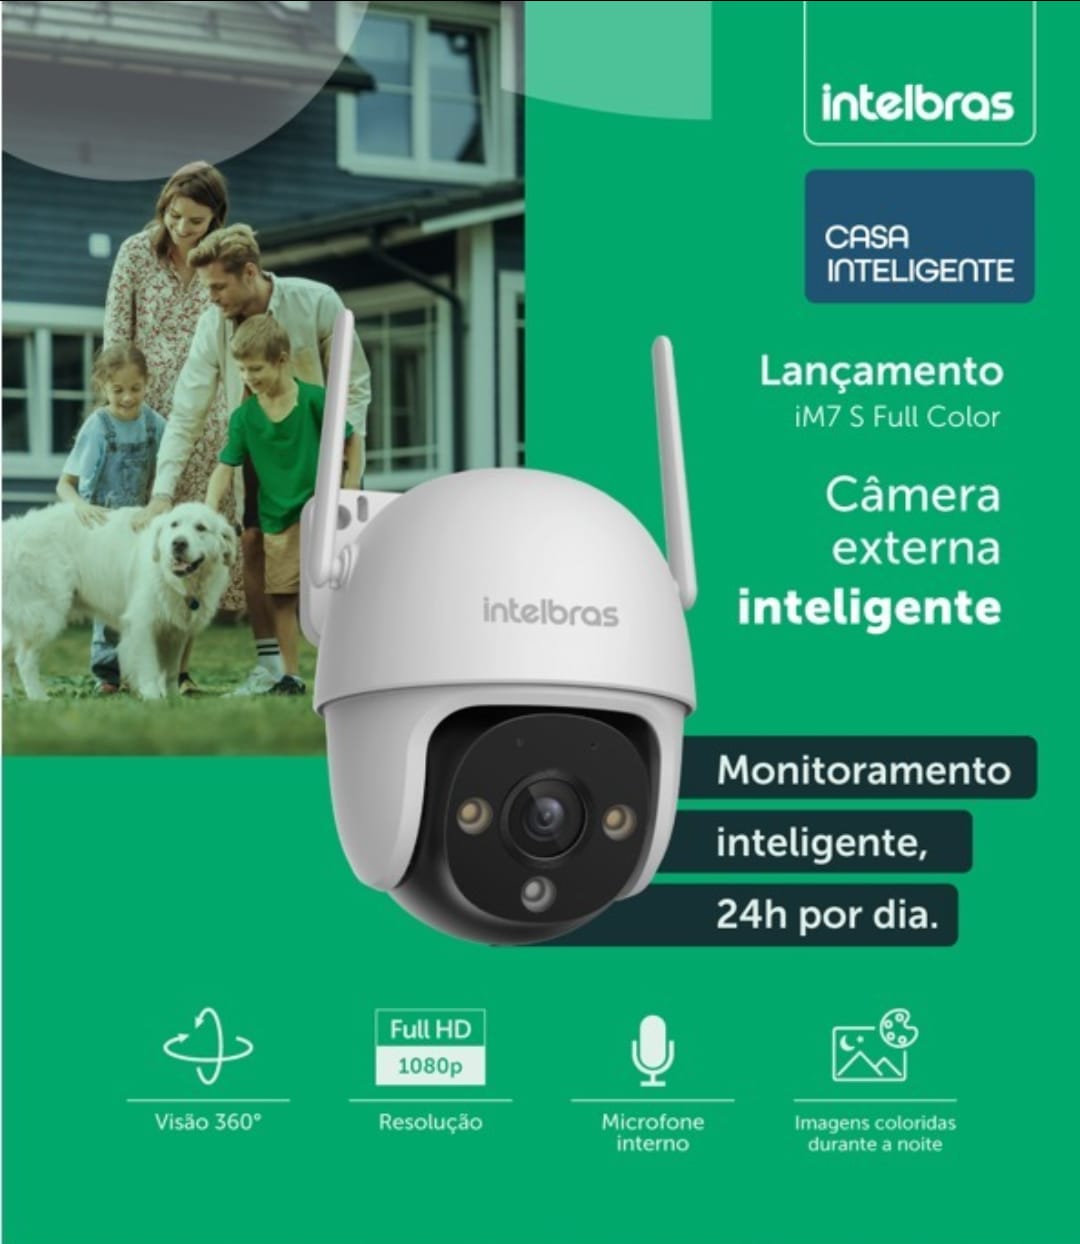 intelbras
CASA
INTELIGENTE
Lançamento
iM7 S Full Color
Câmera
externa
inteligente
intelbras
Monitoramento
inteligente,
24h por dia.
Full HD
1080p
Visão 360°
Resolução
Microfone
interno
Imagens coloridas
durante a noite